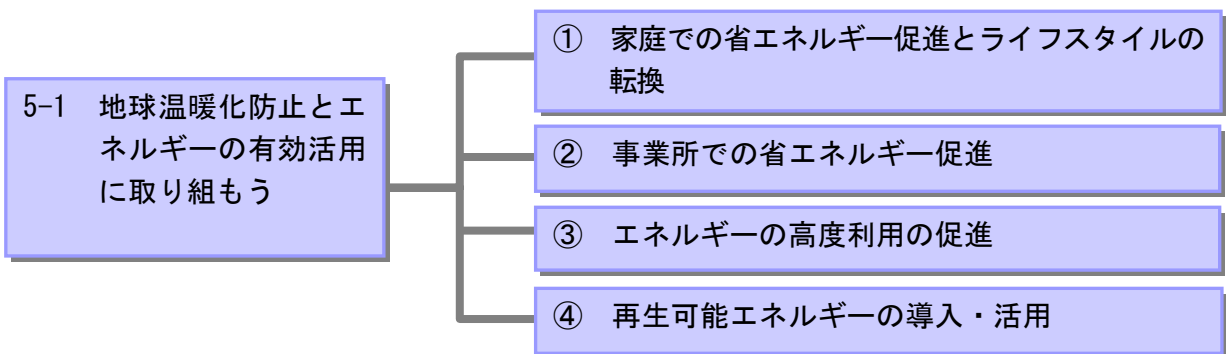 5-1 地球温暖化防止とエ
ネルギーの有効活用
に取り組もう
① 家庭での省エネルギー促進とライフスタイルの
転換
② 事業所での省エネルギー促進
③ エネルギーの高度利用の促進
④ 再生可能エネルギーの導入・活用